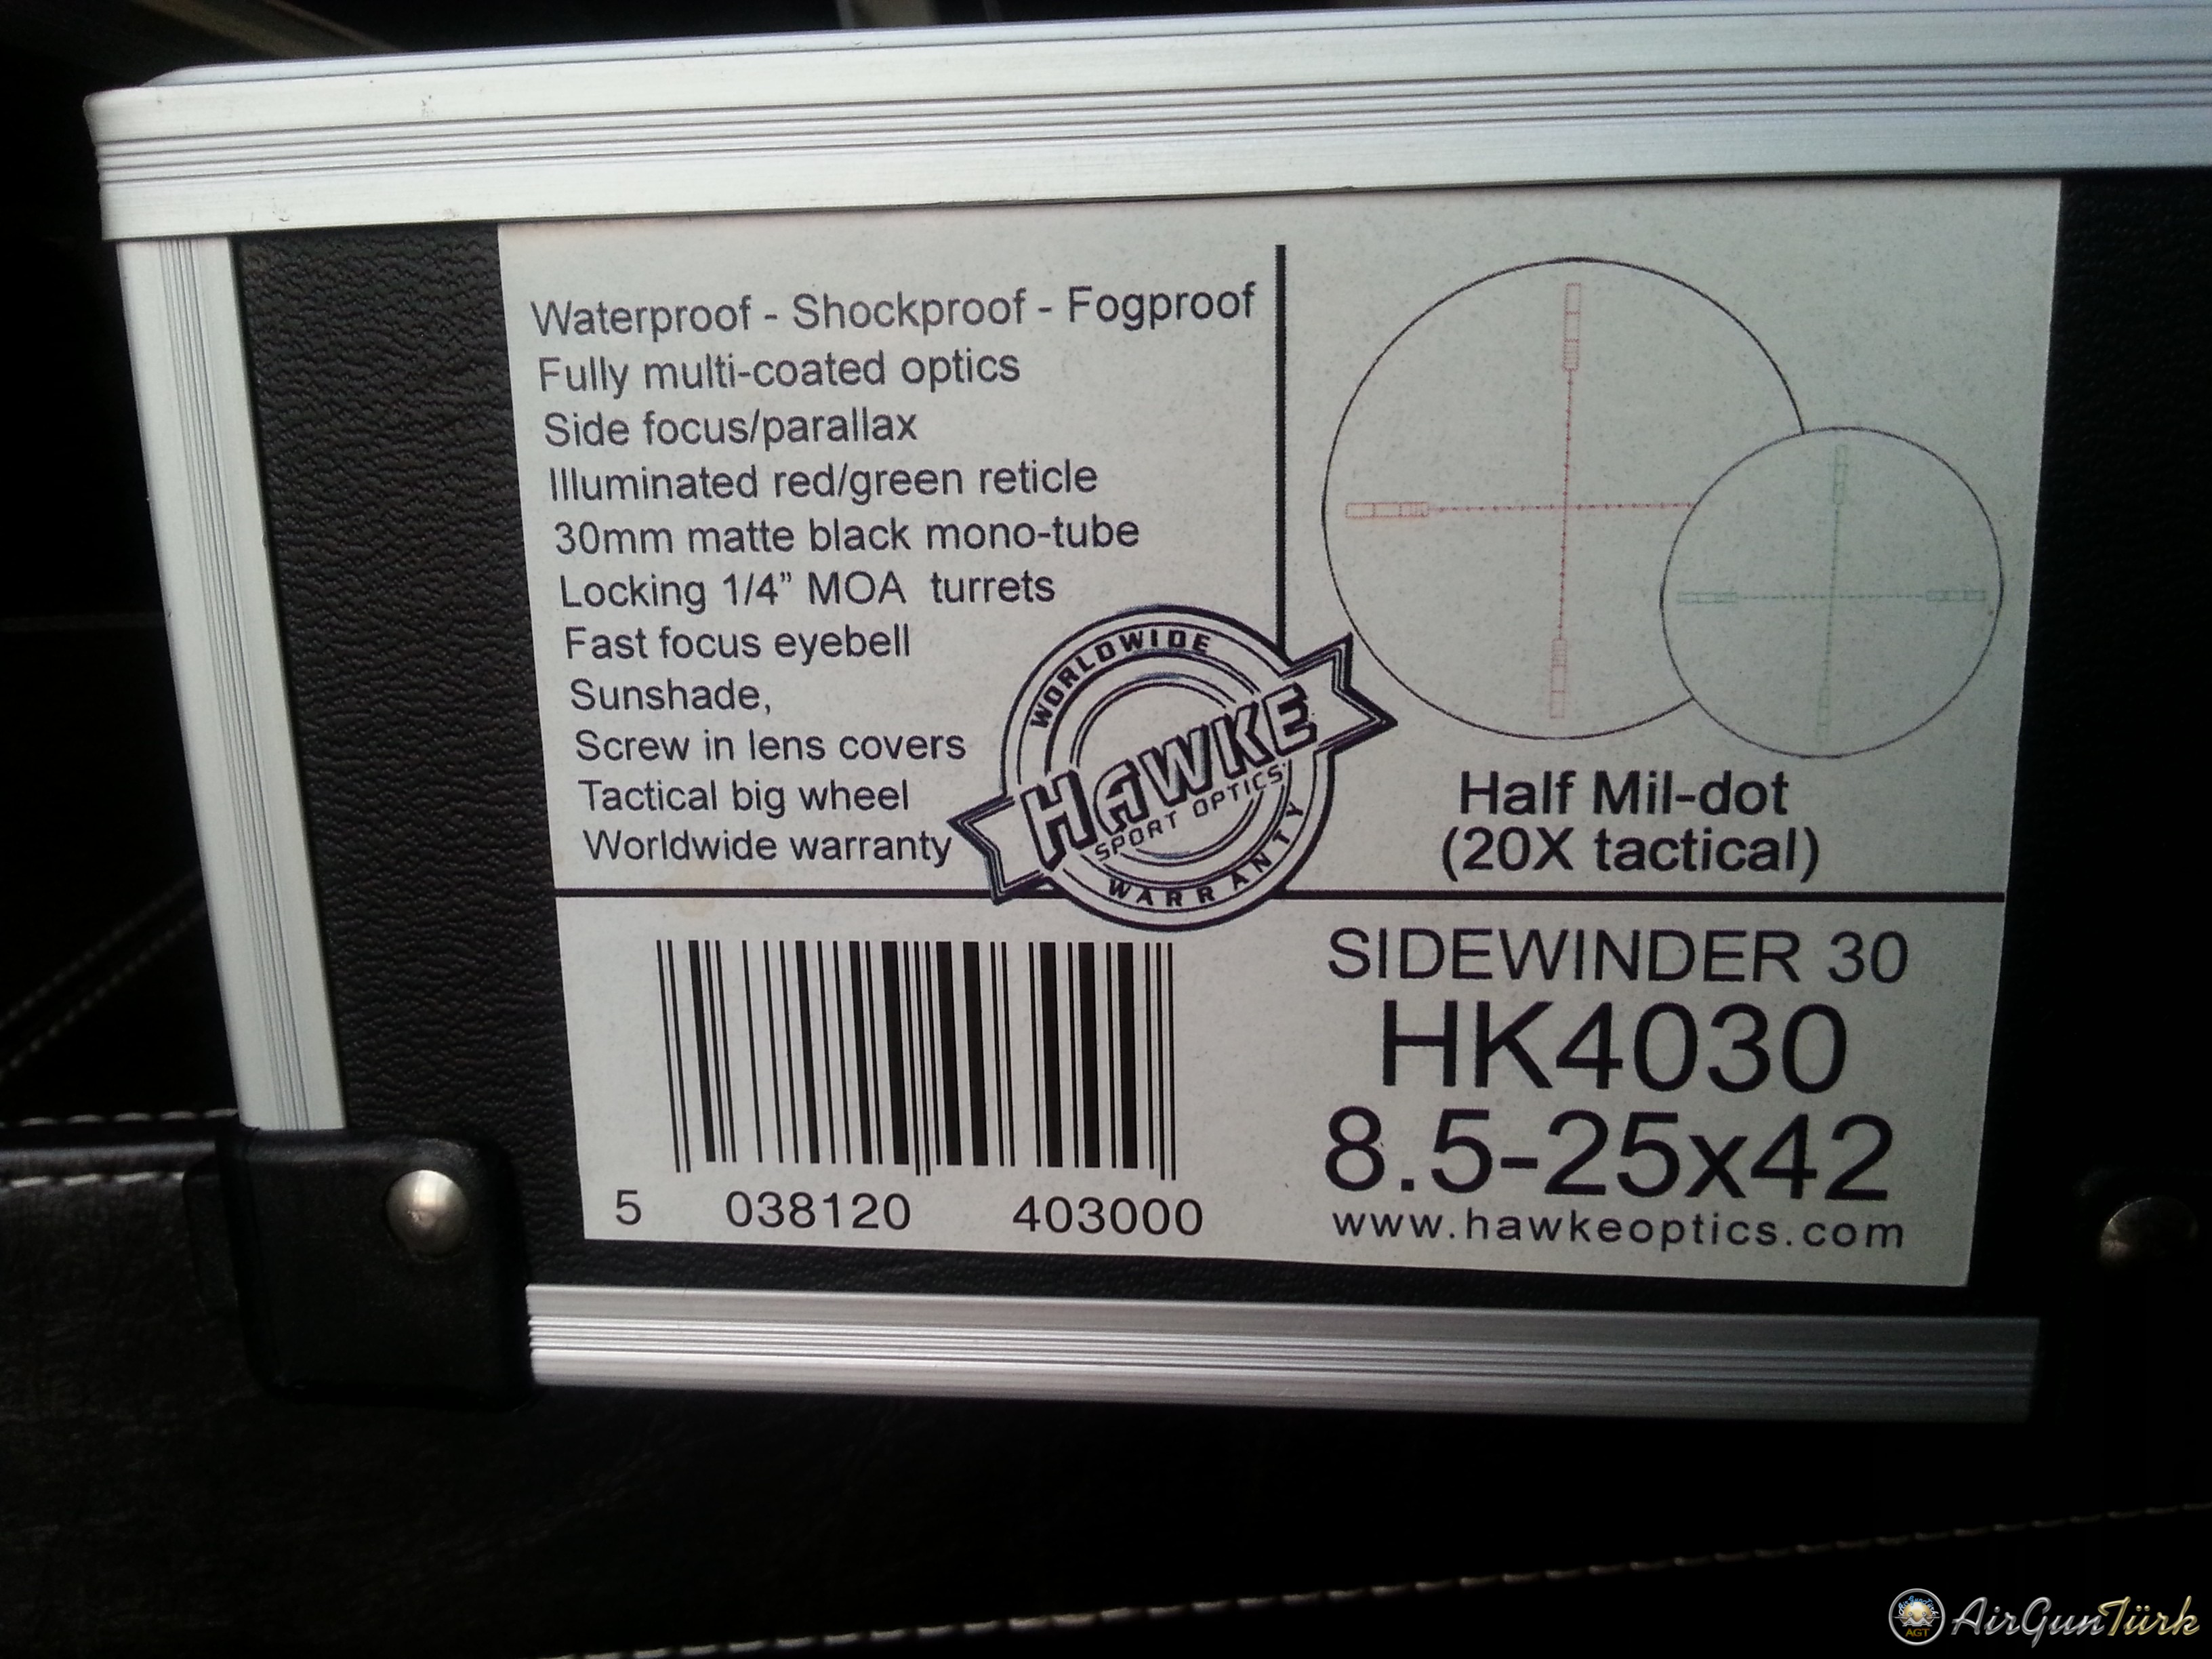 Waterproof - Shockproof - Fogproof
Fully multi-coated optics
Side focus/parallax
Illuminated red/green reticle
30mm matte black mono-tube
Locking 1/4” MOA turrets
Fast focus eyebell
Sunshade,
Screw in lens covers
Tactical big wheel
Worldwide warranty
WORLDWIDE
HAWKE
SPORT OPTICS
WARRANTY
Half Mil-dot
(20X tactical)
5 038120 403000
SIDEWINDER 30
HK4030
8.5-25x42
www.hawkeoptics.com
AGT
AirGunTürk